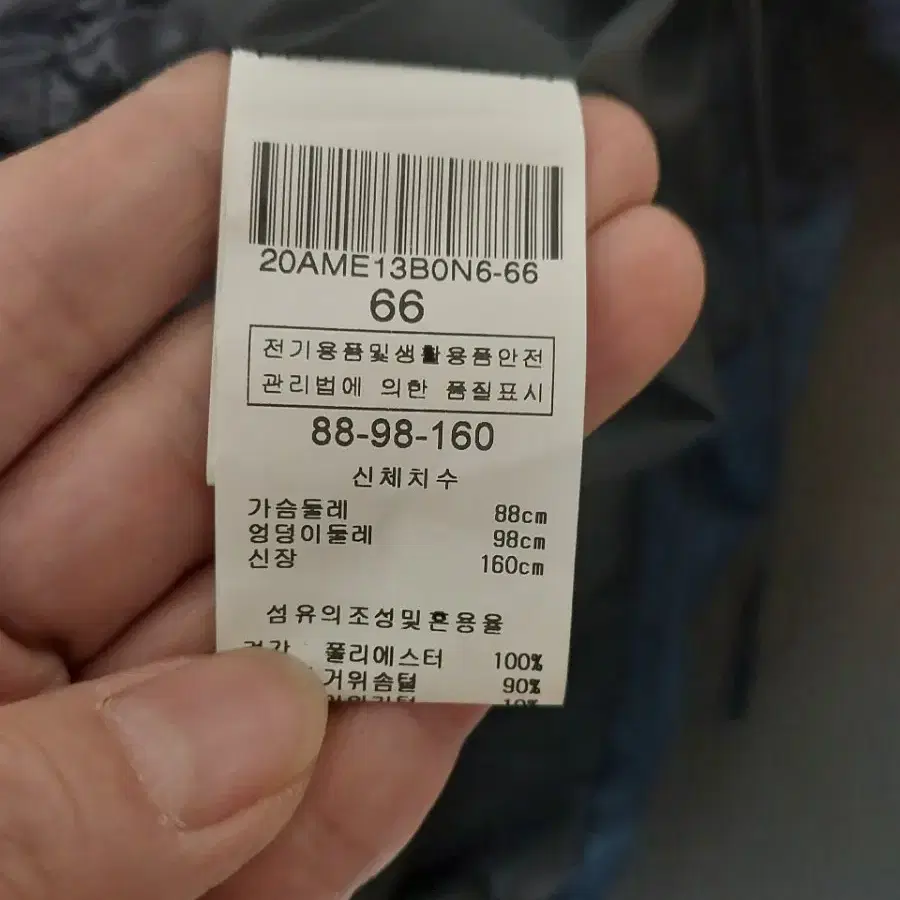 20AME13B0N6-66
66
전기용품및생활용품안전
관리법에 의한 품질표시
88-98-160
신체치수
가슴둘레 88cm
엉덩이둘레 98cm
신장 160cm
섬유의조성및혼용율
폴리에스터 100%
거위솜털 90%
10%